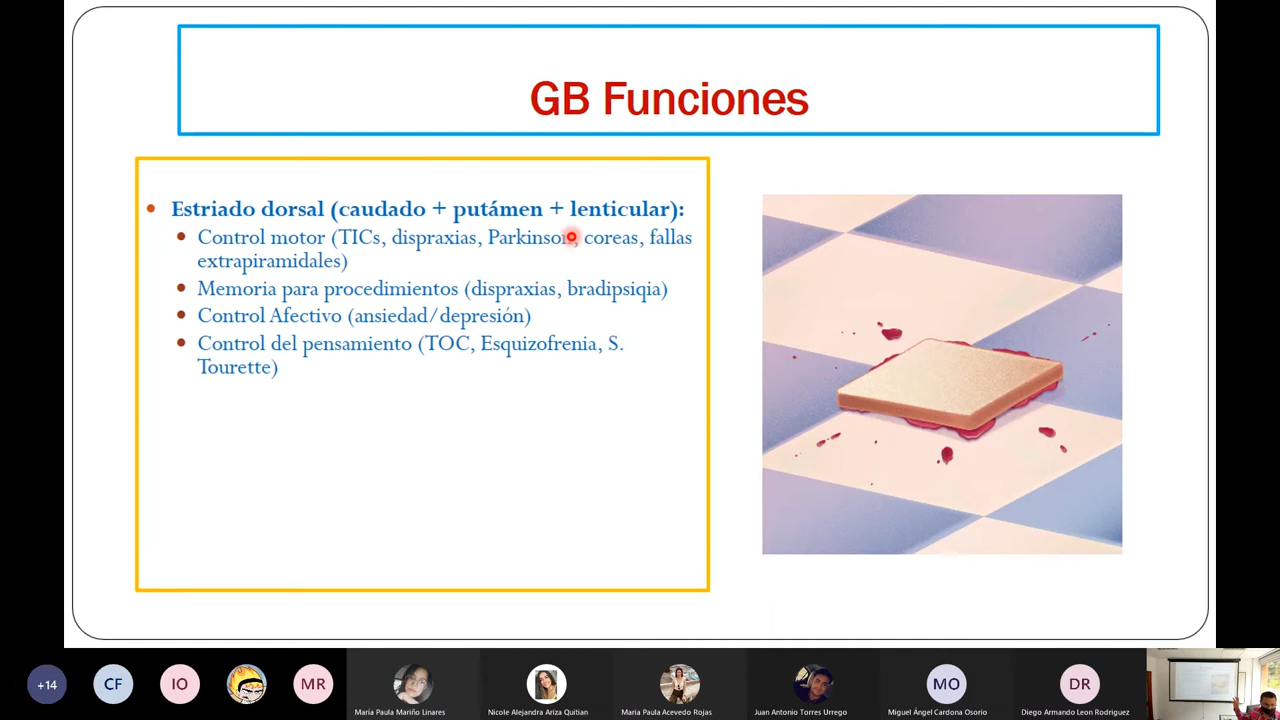 GB Funciones
Estriado dorsal (caudado + putámen + lenticular):
Control motor (TICs, dispraxias, Parkinson, coreas, fallas
extrapiramidales)
Memoria para procedimientos (dispraxias, bradipsiqia)
Control Afectivo (ansiedad/depresión)
Control del pensamiento (TOC, Esquizofrenia, S.
Tourette)
+14
CF
IO
MR
María Paula Mariño Linares
Nicole Alejandra Ariza Quitian
María Paula Acevedo Rojas
Juan Antonio Torres Urrego
MO
Miguel Ángel Cardona Osorio
DR
Diego Armando Leon Rodriguez